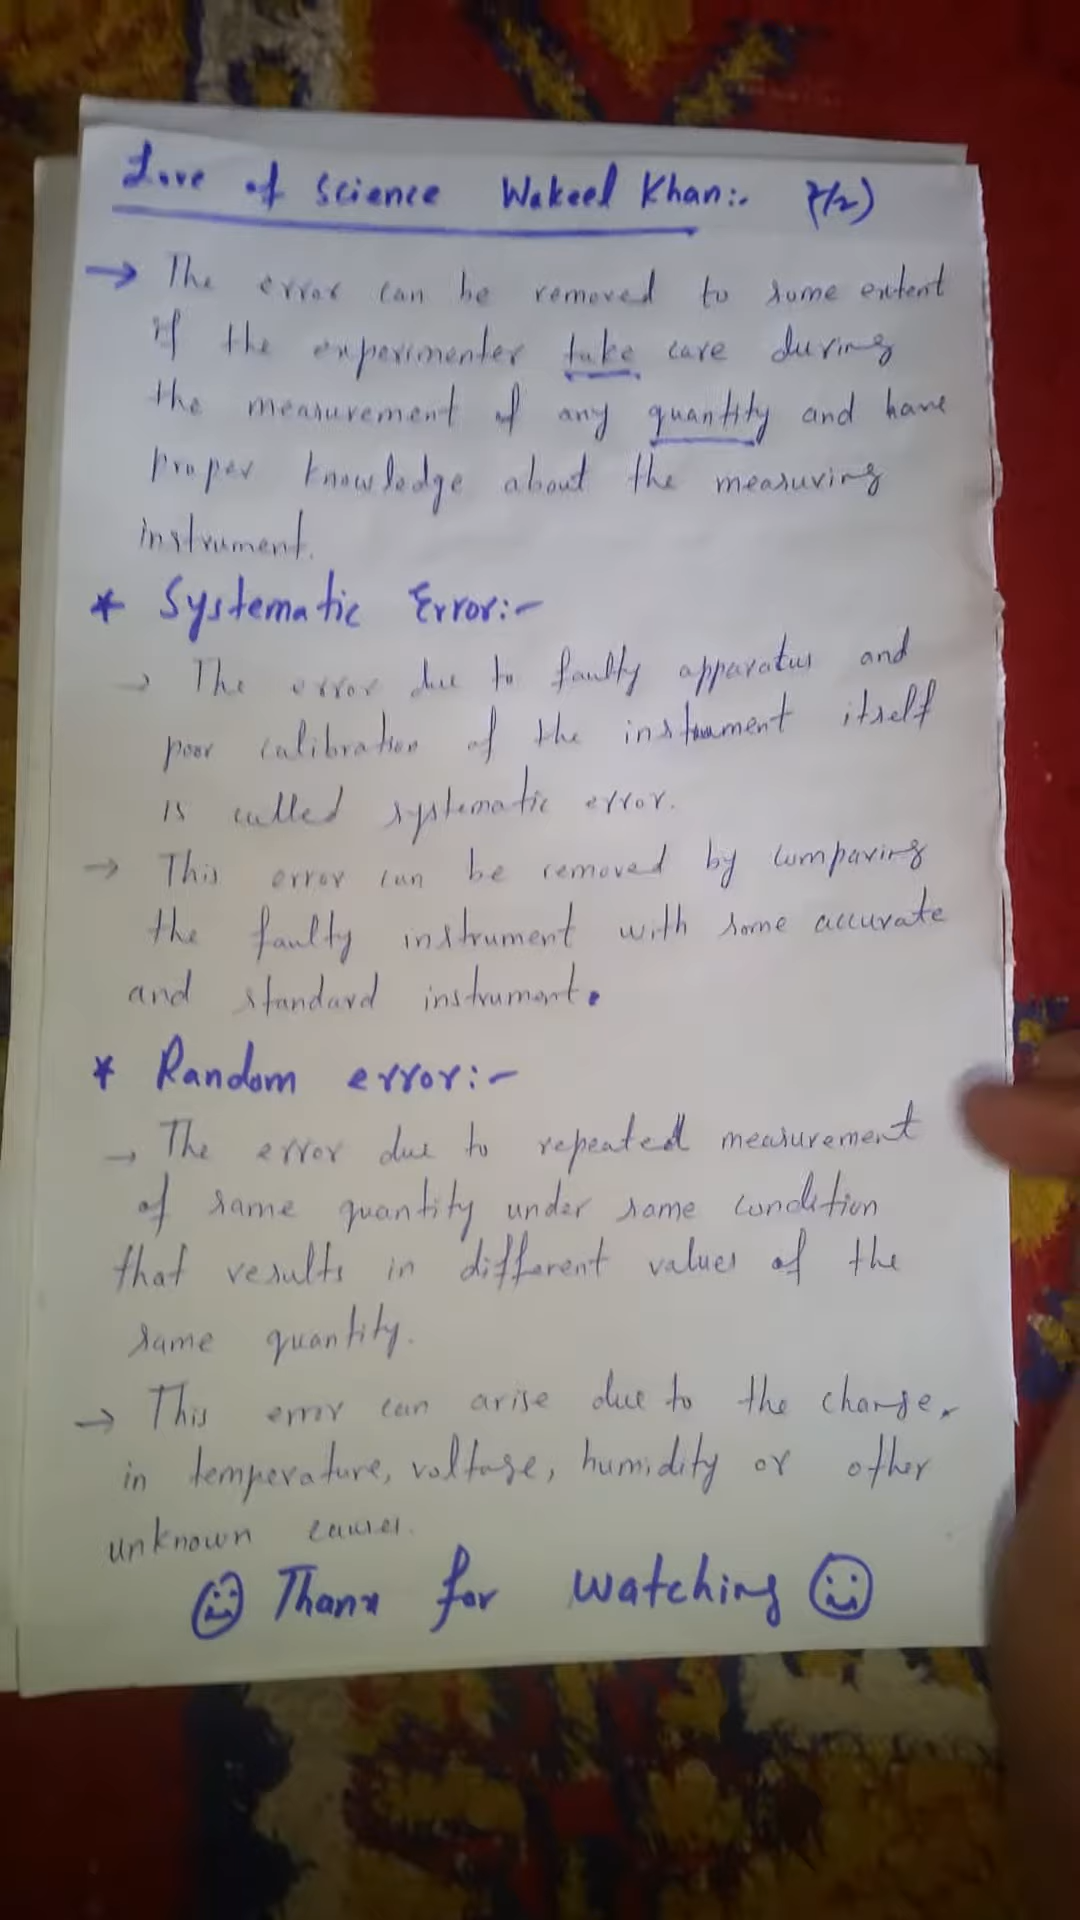 Love of Science Wakeel Khan:.
→ The error can be removed to some extent
if the experimenter take care during
the measurement of any quantity and have
proper knowledge about the measuring
instrument.
* Systematic Error:-
→ The error due to faulty apparatus and
poor calibration of the instrument itself
is called systematic error.
→ This error can be removed by comparing
the faulty instrument with some accurate
and standard instrument.
* Random error:-
→ The error due to repeated measurement
of same quantity under same condition
that results in different values of the
same quantity.
→ This error can arise due to the change,
in temperature, voltage, humidity or other
unknown causes.
Thanx for watching